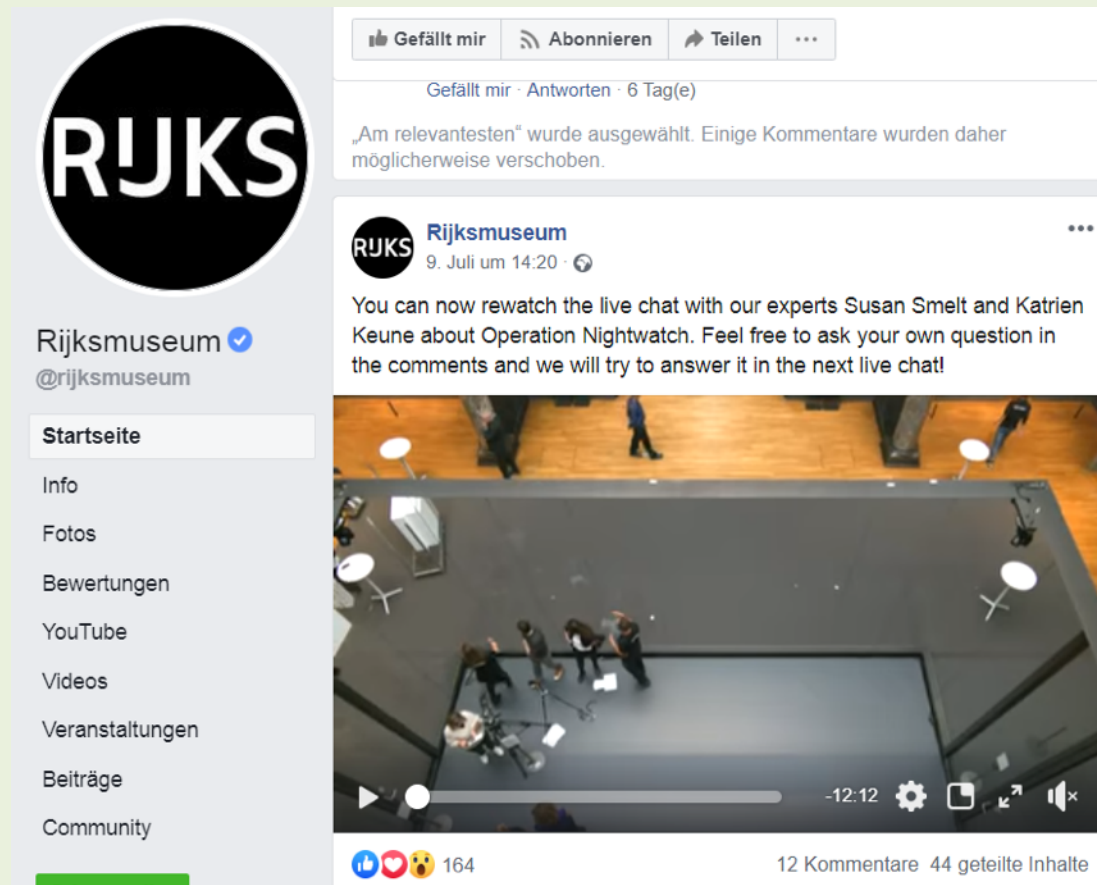 RIJKS
Rijksmuseum
@rijksmuseum
Startseite
Info
Fotos
Bewertungen
YouTube
Videos
Veranstaltungen
Beiträge
Community
Gefällt mir
Abonnieren
Teilen
Gefällt mir · Antworten · 6 Tag(e)
„Am relevantesten“ wurde ausgewählt. Einige Kommentare wurden daher
möglicherweise verschoben.
RIJKS
Rijksmuseum
9. Juli um 14:20 ·
You can now rewatch the live chat with our experts Susan Smelt and Katrien
Keune about Operation Nightwatch. Feel free to ask your own question in
the comments and we will try to answer it in the next live chat!
-12:12
164
12 Kommentare 44 geteilte Inhalte